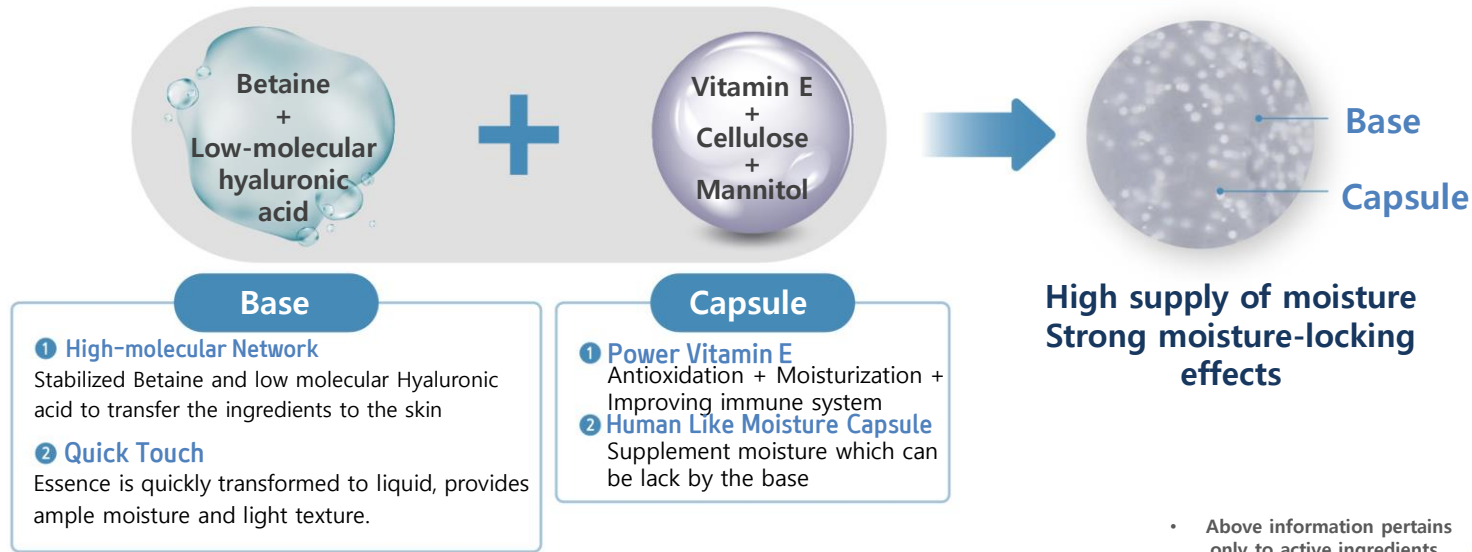 Betaine
+
Low-molecular
hyaluronic
acid
+
Vitamin E
+
Cellulose
+
Mannitol
Base
Capsule
Base
❶ High-molecular Network
Stabilized Betaine and low molecular Hyaluronic
acid to transfer the ingredients to the skin
❷ Quick Touch
Essence is quickly transformed to liquid, provides
ample moisture and light texture.
Capsule
❶ Power Vitamin E
Antioxidation + Moisturization +
Improving immune system
❷ Human Like Moisture Capsule
Supplement moisture which can
be lack by the base
High supply of moisture
Strong moisture-locking
effects
• Above information pertains
only to active ingredients